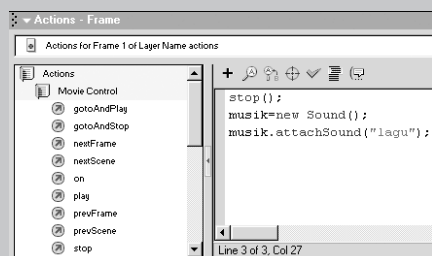 Actions - Frame
Actions for Frame 1 of Layer Name actions
Actions
Movie Control
gotoAndPlay
gotoAndStop
nextFrame
nextScene
on
play
prevFrame
prevScene
stop
stop();
musik=new Sound();
musik.attachSound("lagu");
Line 3 of 3, Col 27